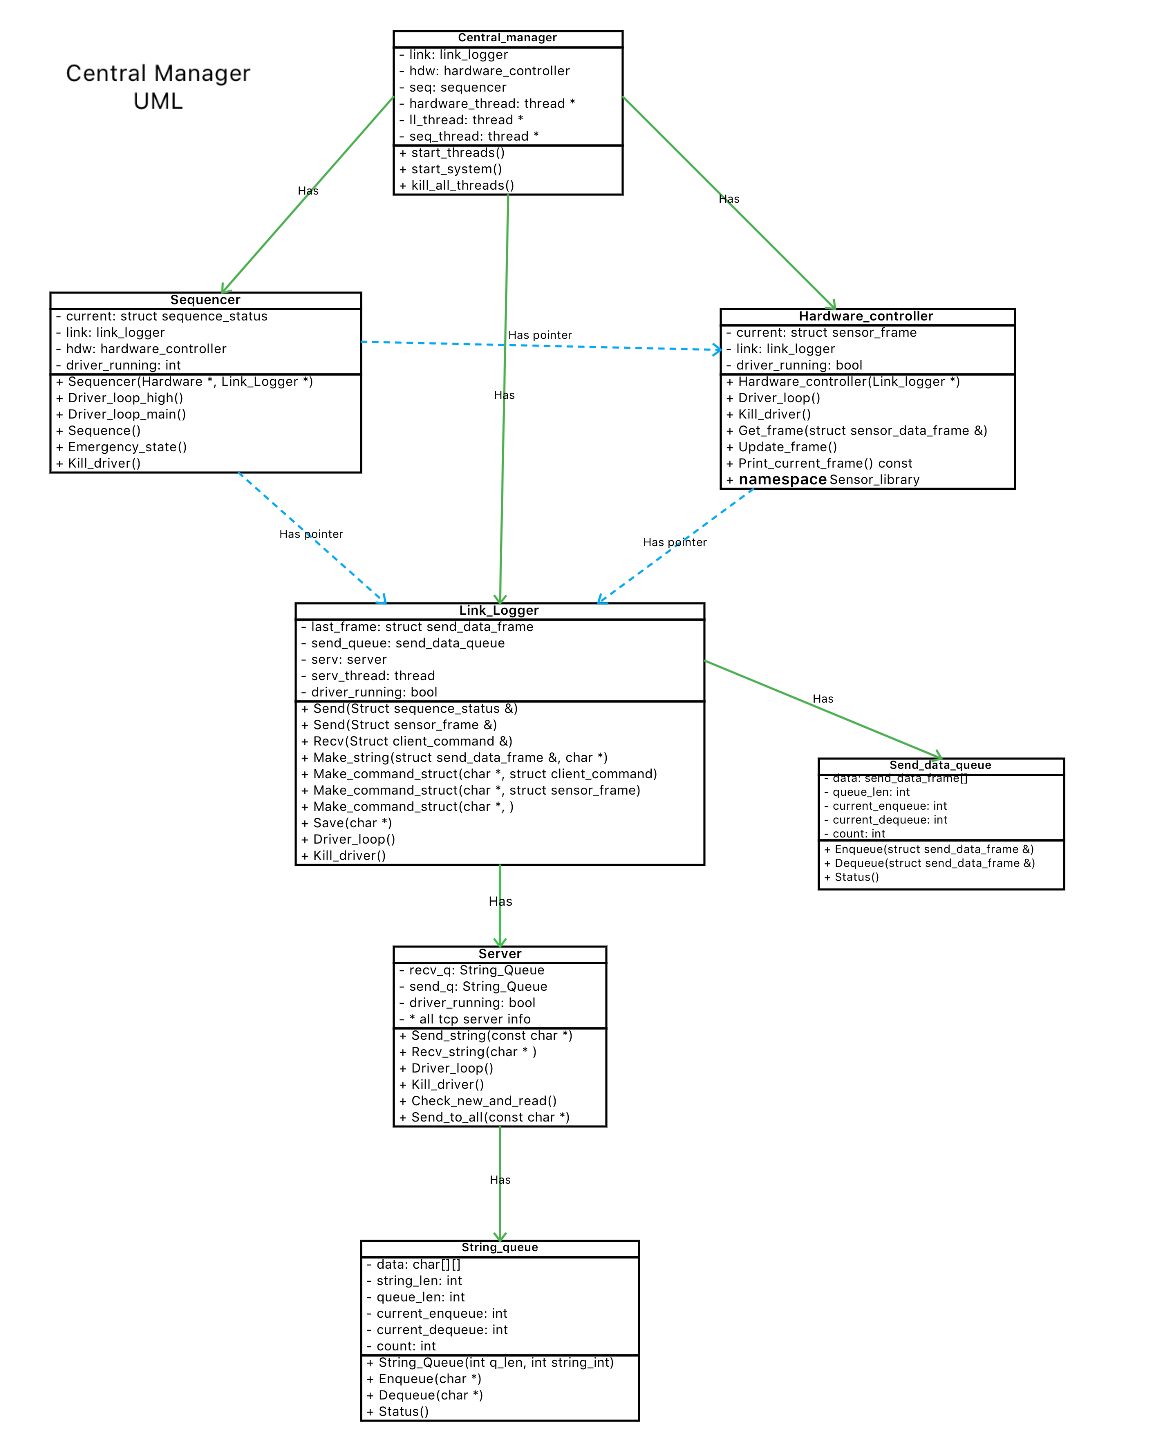 Central Manager
UML
Central_manager
- link: link_logger
- hdw: hardware_controller
- seq: sequencer
- hardware_thread: thread *
- ll_thread: thread *
- seq_thread: thread *
+ start_threads()
+ start_system()
+ kill_all_threads()
Has
Has
Has
Sequencer
- current: struct sequence_status
- link: link_logger
- hdw: hardware_controller
- driver_running: int
+ Sequencer(Hardware *, Link_Logger *)
+ Driver_loop_high()
+ Driver_loop_main()
+ Sequence()
+ Emergency_state()
+ Kill_driver()
Has pointer
Hardware_controller
- current: struct sensor_frame
- link: link_logger
- driver_running: bool
+ Hardware_controller(Link_logger *)
+ Driver_loop()
+ Kill_driver()
+ Get_frame(struct sensor_data_frame &)
+ Update_frame()
+ Print_current_frame() const
+ namespace Sensor_library
Has pointer
Has pointer
Link_Logger
- last_frame: struct send_data_frame
- send_queue: send_data_queue
- serv: server
- serv_thread: thread
- driver_running: bool
+ Send(Struct sequence_status &)
+ Send(Struct sensor_frame &)
+ Recv(Struct client_command &)
+ Make_string(struct send_data_frame &, char *)
+ Make_command_struct(char *, struct client_command)
+ Make_command_struct(char *, struct sensor_frame)
+ Make_command_struct(char *, )
+ Save(char *)
+ Driver_loop()
+ Kill_driver()
Has
Send_data_queue
- data: send_data_frame[]
- queue_len: int
- current_enqueue: int
- current_dequeue: int
- count: int
+ Enqueue(struct send_data_frame &)
+ Dequeue(struct send_data_frame &)
+ Status()
Has
Server
- recv_q: String_Queue
- send_q: String_Queue
- driver_running: bool
- * all tcp server info
+ Send_string(const char *)
+ Recv_string(char * )
+ Driver_loop()
+ Kill_driver()
+ Check_new_and_read()
+ Send_to_all(const char *)
Has
String_queue
- data: char[][]
- string_len: int
- queue_len: int
- current_enqueue: int
- current_dequeue: int
- count: int
+ String_Queue(int q_len, int string_int)
+ Enqueue(char *)
+ Dequeue(char *)
+ Status()